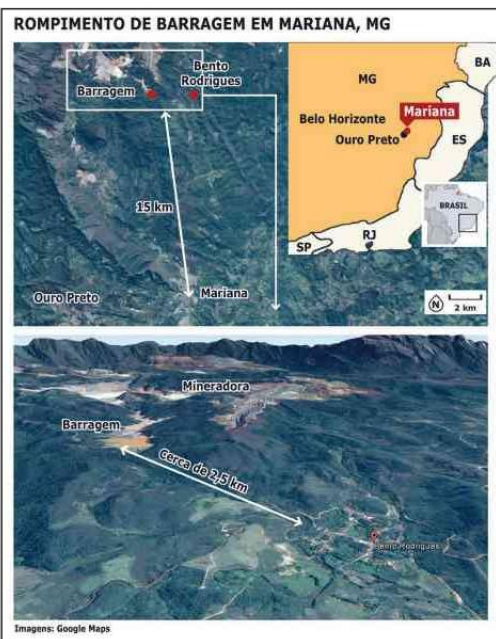 ROMPIMENTO DE BARRAGEM EM MARIANA, MG
Bento
Rodrigues
Barragem
15 km
Ouro Preto
Mariana
BA
MG
Mariana
Belo Horizonte
Ouro Preto
ES
BRASIL
RJ
SP
N
2 km
Mineradora
Barragem
Cerca de 2,5 km
Bento Rodrigues
Imagens: Google Maps